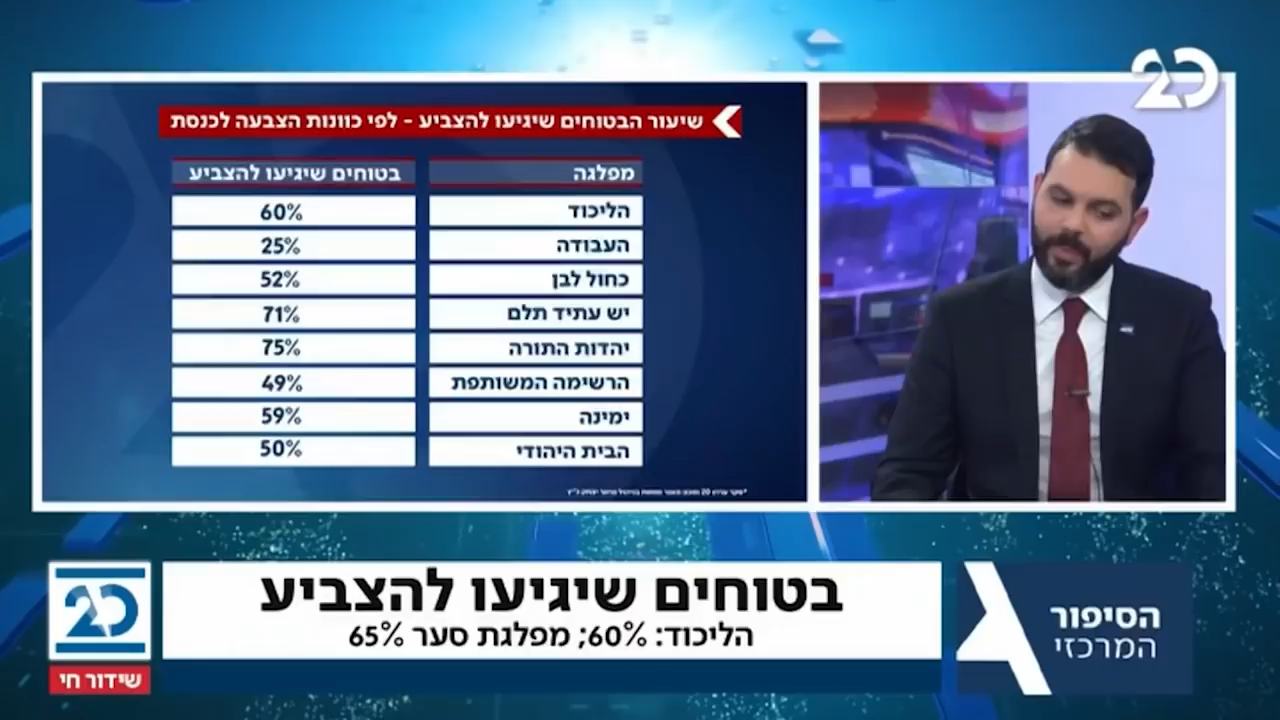 20
שיעור הבטוחים שיגיעו להצביע - לפי כוונות הצבעה לכנסת
מפלגה בטוחים שיגיעו להצביע
הליכוד 60%
העבודה 25%
כחול לבן 52%
יש עתיד תלם 71%
יהדות התורה 75%
הרשימה המשותפת 49%
ימינה 59%
הבית היהודי 50%
הסיפור
המרכזי
בטוחים שיגיעו להצביע
הליכוד: 60%; מפלגת סער 65%
20
שידור חי